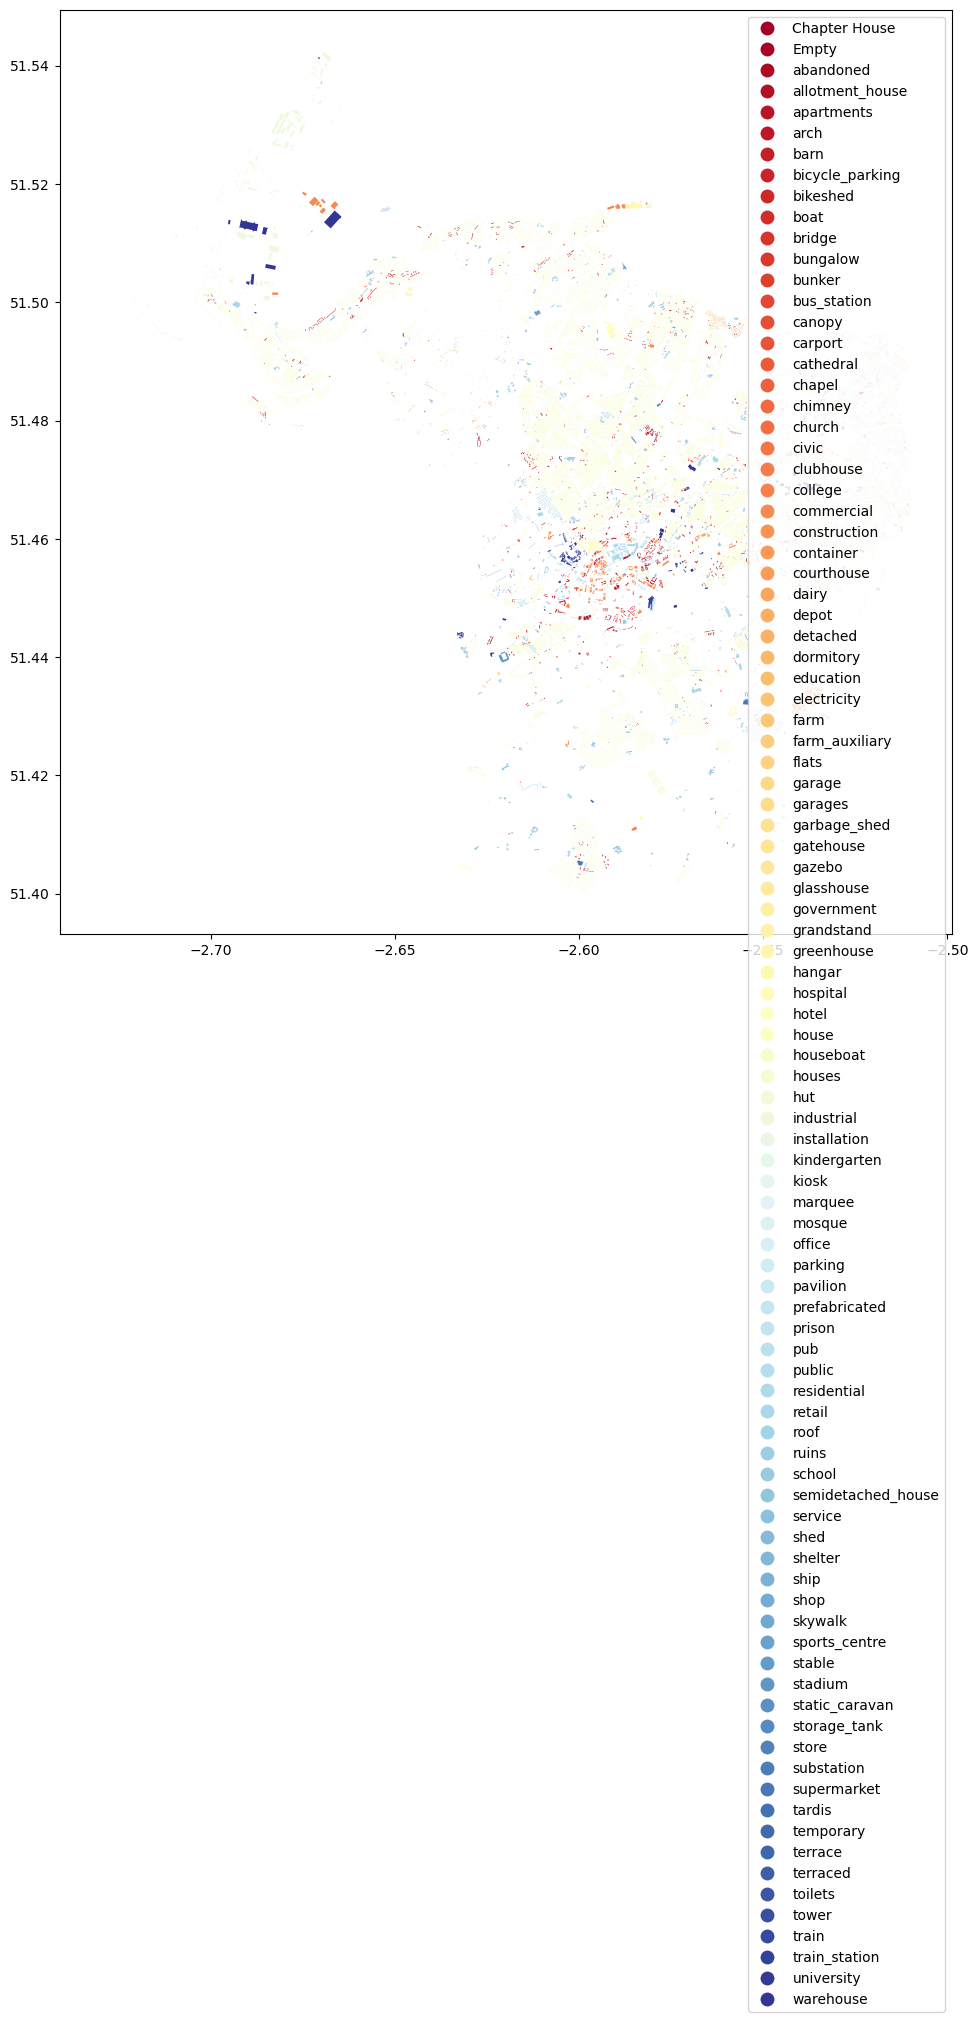 51.54
51.52
51.50
51.48
51.46
51.44
51.42
51.40
−2.70
−2.65
−2.60
−2.50
Chapter House
Empty
abandoned
allotment_house
apartments
arch
barn
bicycle_parking
bikeshed
boat
bridge
bungalow
bunker
bus_station
canopy
carport
cathedral
chapel
chimney
church
civic
clubhouse
college
commercial
construction
container
courthouse
dairy
depot
detached
dormitory
education
electricity
farm
farm_auxiliary
flats
garage
garages
garbage_shed
gatehouse
gazebo
glasshouse
government
grandstand
greenhouse
hangar
hospital
hotel
house
houseboat
houses
hut
industrial
installation
kindergarten
kiosk
marquee
mosque
office
parking
pavilion
prefabricated
prison
pub
public
residential
retail
roof
ruins
school
semidetached_house
service
shed
shelter
ship
shop
skywalk
sports_centre
stable
stadium
static_caravan
storage_tank
store
substation
supermarket
tardis
temporary
terrace
terraced
toilets
tower
train
train_station
university
warehouse